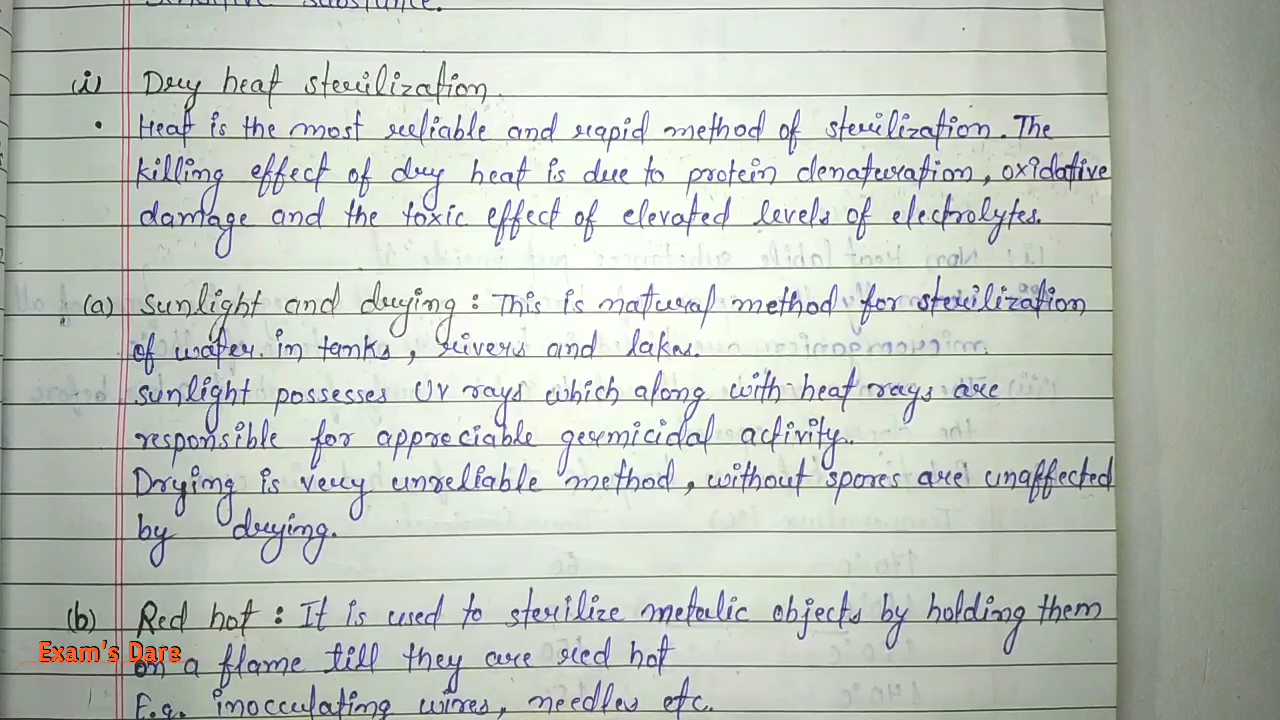 sensitive substance.
(i) Dry heat sterilization.
• Heat is the most reliable and rapid method of sterilization. The
killing effect of dry heat is due to protein denaturation, oxidative
damage and the toxic effect of elevated levels of electrolytes.
(a) Sunlight and drying : This is natural method for sterilization
of water in tanks, rivers and lakes.
sunlight possesses UV rays which along with heat rays are
responsible for appreciable germicidal activity.
Drying is very unreliable method, without spores are unaffected
by drying.
(b) Red hot : It is used to sterilize metalic objects by holding them
on a flame till they are red hot
E.g. inocculating wires, needles etc.
Exam's Dare